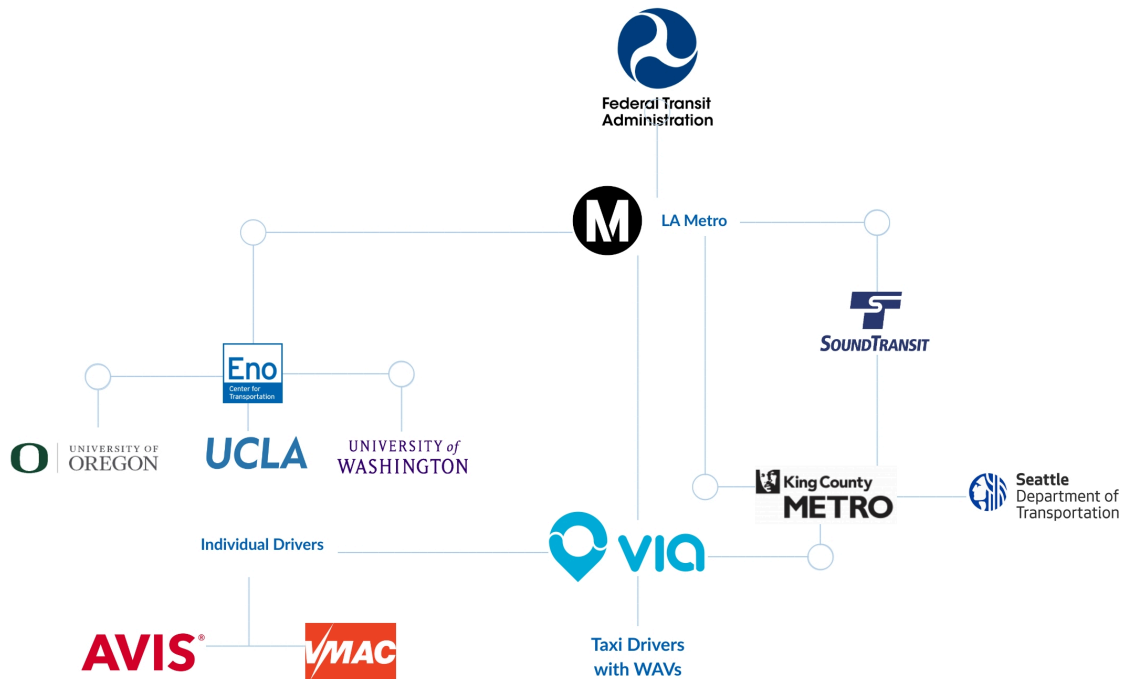 Federal Transit
Administration
M
LA Metro
S
SOUNDTRANSIT
Eno
Center for
Transportation
O
UNIVERSITY OF
OREGON
UCLA
UNIVERSITY of
WASHINGTON
King County
METRO
Seattle
Department of
Transportation
Individual Drivers
via
AVIS®
VMAC
Taxi Drivers
with WAVs